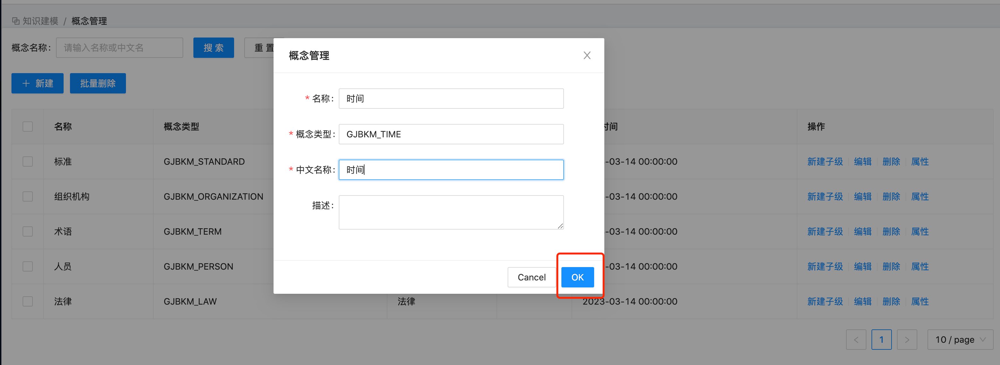 知识建模 / 概念管理
概念名称: 请输入名称或中文名 搜 索 重 置
+ 新建 批量删除
名称 概念类型 时间 操作
标准 GJBKM_STANDARD -03-14 00:00:00 新建子级 编辑 删除 属性
组织机构 GJBKM_ORGANIZATION -03-14 00:00:00 新建子级 编辑 删除 属性
术语 GJBKM_TERM -03-14 00:00:00 新建子级 编辑 删除 属性
人员 GJBKM_PERSON -03-14 00:00:00 新建子级 编辑 删除 属性
法律 GJBKM_LAW 法律 2023-03-14 00:00:00 新建子级 编辑 删除 属性
< 1 > 10 / page
概念管理
* 名称: 时间
* 概念类型: GJBKM_TIME
* 中文名称: 时间
描述:
Cancel OK